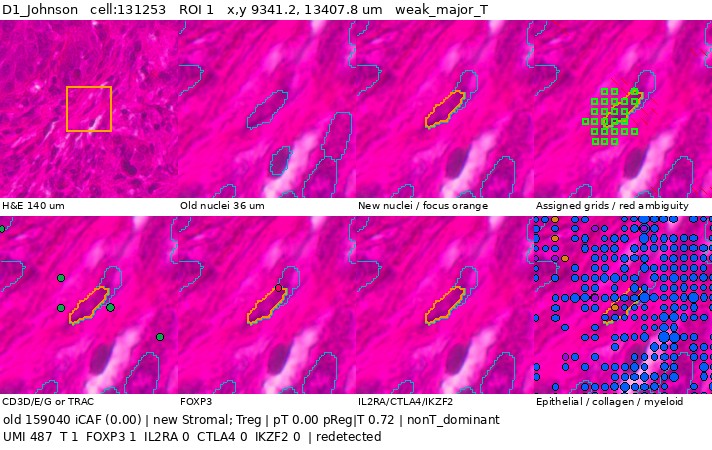 D1_Johnson   cell:131253   ROI 1   x,y 9341.2, 13407.8 um   weak_major_T
H&E 140 um
Old nuclei 36 um
New nuclei / focus orange
Assigned grids / red ambiguity
CD3D/E/G or TRAC
FOXP3
IL2RA/CTLA4/IKZF2
Epithelial / collagen / myeloid
old 159040 iCAF (0.00) | new Stromal; Treg | pT 0.00 pReg|T 0.72 | nonT_dominant
UMI 487  T 1  FOXP3 1  IL2RA 0  CTLA4 0  IKZF2 0  | redetected